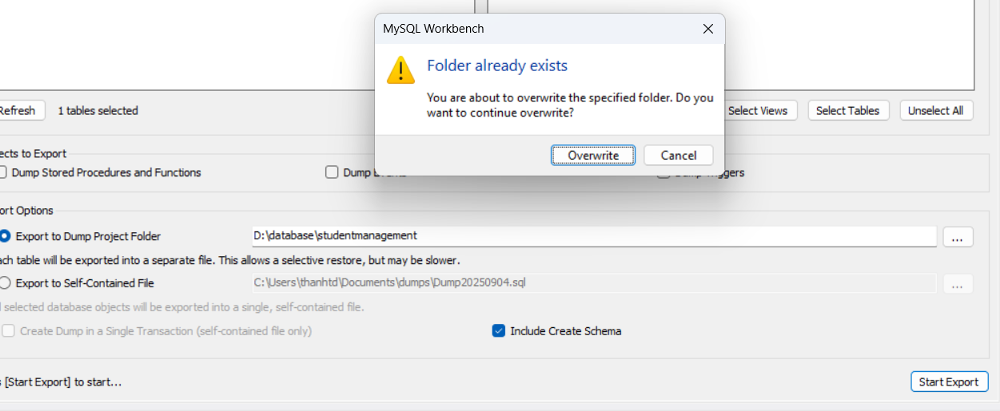 MySQL Workbench
Folder already exists
You are about to overwrite the specified folder. Do you
want to continue overwrite?
Overwrite
Cancel
Refresh
1 tables selected
Select Views
Select Tables
Unselect All
ects to Export
Dump Stored Procedures and Functions
Dump
ort Options
Export to Dump Project Folder
D:\database\studentmanagement
...
ach table will be exported into a separate file. This allows a selective restore, but may be slower.
Export to Self-Contained File
C:\Users\thanhtd\Documents\dumps\Dump20250904.sql
...
selected database objects will be exported into a single, self-contained file.
Create Dump in a Single Transaction (self-contained file only)
Include Create Schema
[Start Export] to start...
Start Export